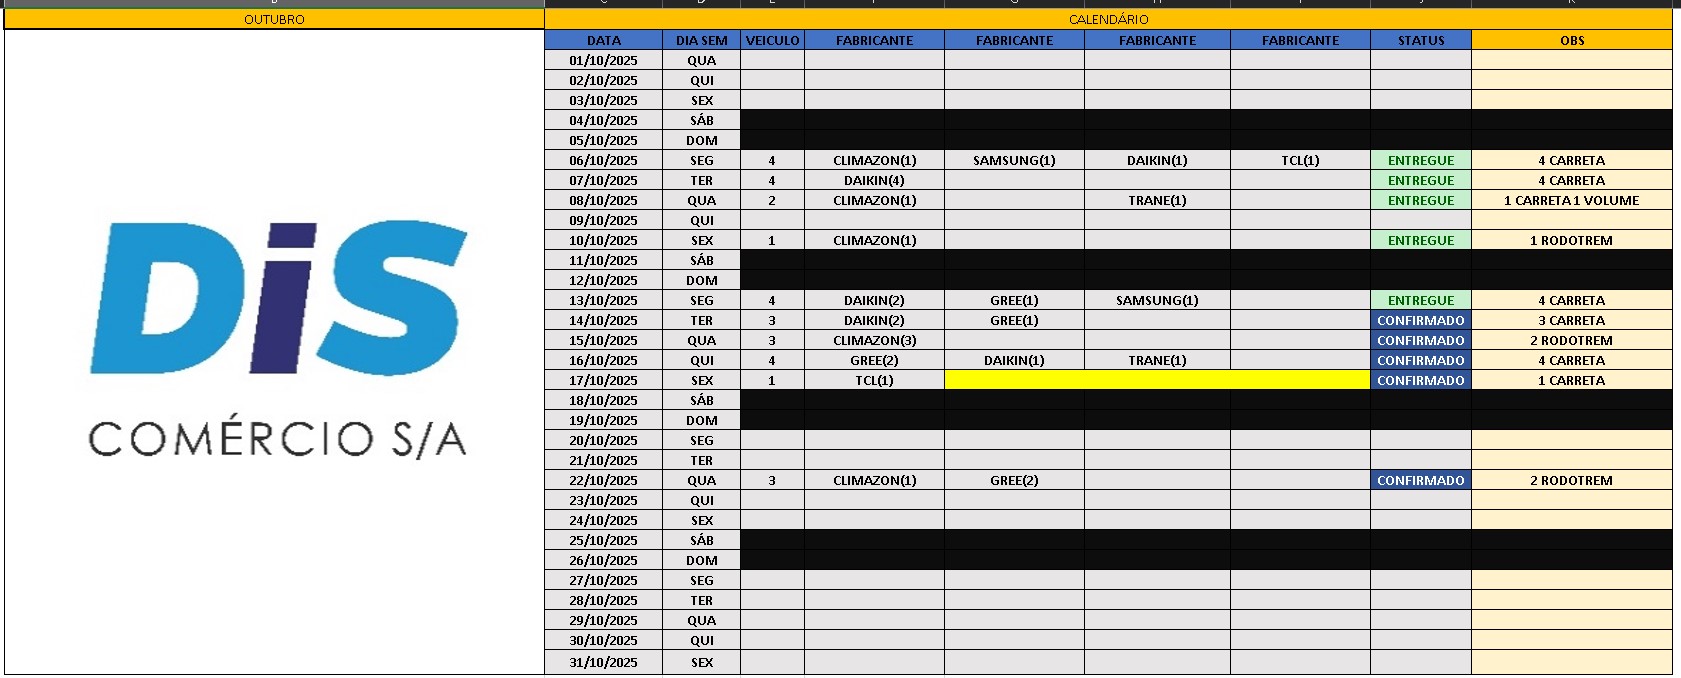 OUTUBRO CALENDÁRIO
DATA DIA SEM VEICULO FABRICANTE FABRICANTE FABRICANTE FABRICANTE STATUS OBS
01/10/2025 QUA
02/10/2025 QUI
03/10/2025 SEX
04/10/2025 SÁB
05/10/2025 DOM
06/10/2025 SEG 4 CLIMAZON(1) SAMSUNG(1) DAIKIN(1) TCL(1) ENTREGUE 4 CARRETA
07/10/2025 TER 4 DAIKIN(4) ENTREGUE 4 CARRETA
08/10/2025 QUA 2 CLIMAZON(1) TRANE(1) ENTREGUE 1 CARRETA 1 VOLUME
09/10/2025 QUI
10/10/2025 SEX 1 CLIMAZON(1) ENTREGUE 1 RODOTREM
11/10/2025 SÁB
12/10/2025 DOM
13/10/2025 SEG 4 DAIKIN(2) GREE(1) SAMSUNG(1) ENTREGUE 4 CARRETA
14/10/2025 TER 3 DAIKIN(2) GREE(1) CONFIRMADO 3 CARRETA
15/10/2025 QUA 3 CLIMAZON(3) CONFIRMADO 2 RODOTREM
16/10/2025 QUI 4 GREE(2) DAIKIN(1) TRANE(1) CONFIRMADO 4 CARRETA
17/10/2025 SEX 1 TCL(1) CONFIRMADO 1 CARRETA
18/10/2025 SÁB
19/10/2025 DOM
20/10/2025 SEG
21/10/2025 TER
22/10/2025 QUA 3 CLIMAZON(1) GREE(2) CONFIRMADO 2 RODOTREM
23/10/2025 QUI
24/10/2025 SEX
25/10/2025 SÁB
26/10/2025 DOM
27/10/2025 SEG
28/10/2025 TER
29/10/2025 QUA
30/10/2025 QUI
31/10/2025 SEX
DiS
COMÉRCIO S/A